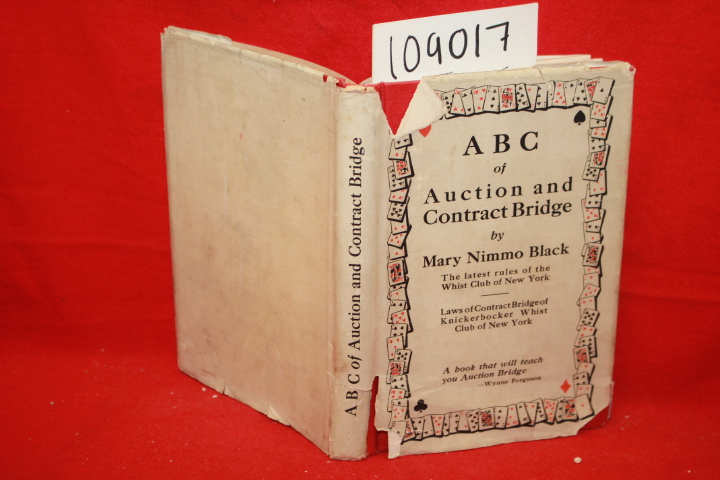 109017
A B C of Auction and Contract Bridge
A B C
of
Auction and
Contract Bridge
by
Mary Nimmo Black
The latest rules of the
Whist Club of New York
Laws of Contract Bridge of
Knickerbocker Whist
Club of New York
A book that will teach
you Auction Bridge
—Wynne Ferguson